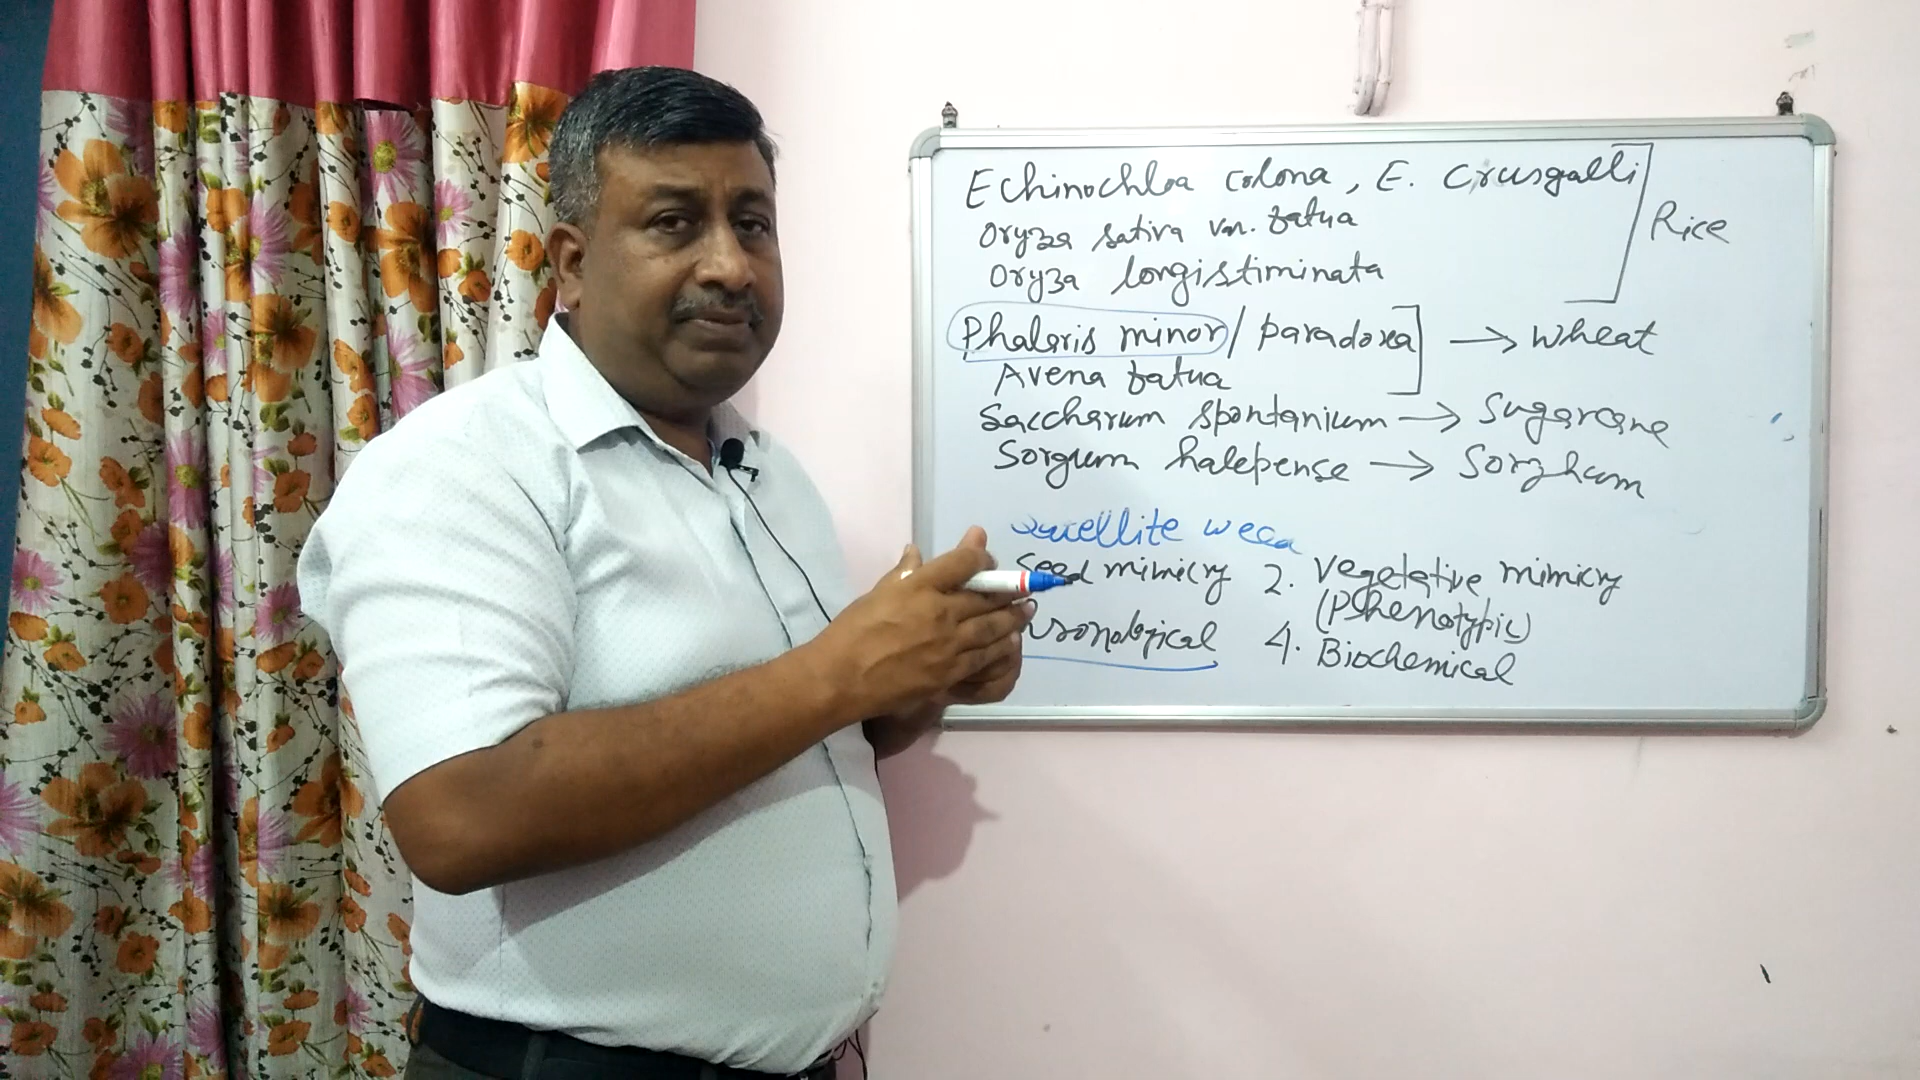 Echinochloa colona, E. Crusgalli
Oryza sativa var. fatua
Rice
Oryza longistiminata
Phalaris minor / paradoxa → Wheat
Avena fatua
Saccharum spontanium → Sugarcane
Sorgum halepense → Sorghum
Satellite weed
Seed mimicry 2. Vegetative mimicry
(Phenotypic)
4. Biochemical